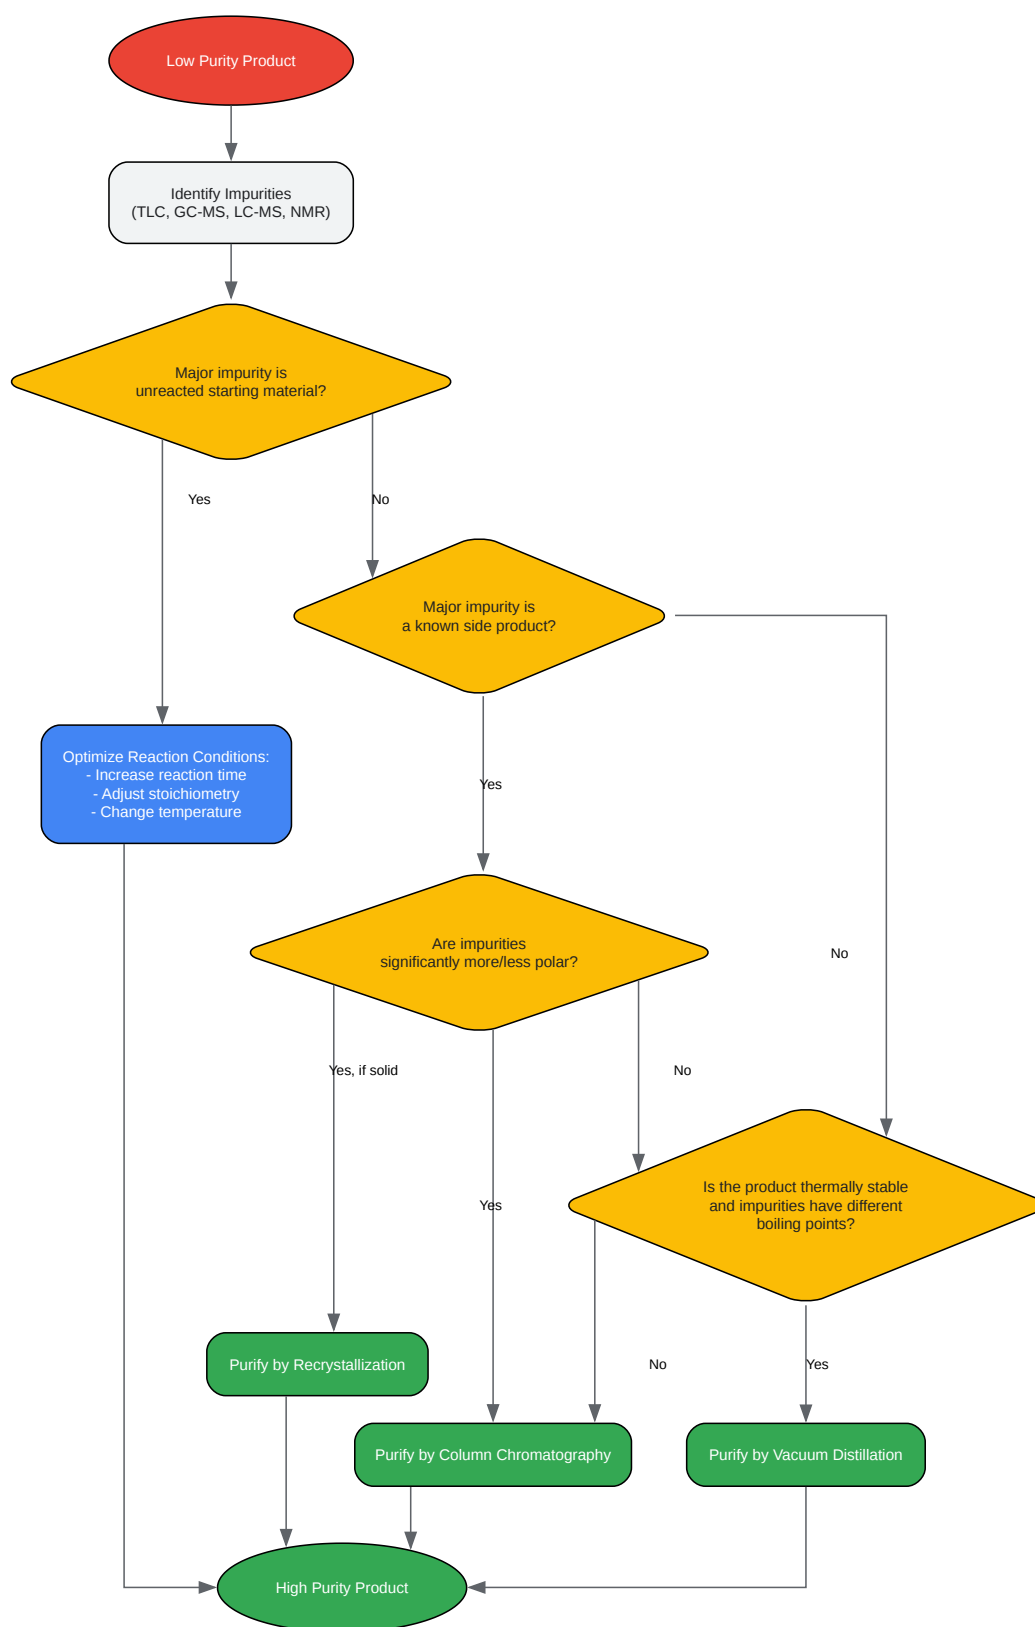 Low Purity Product
Identify Impurities
(TLC, GC-MS, LC-MS, NMR)
Major impurity is
unreacted starting material?
Yes
No
Major impurity is
a known side product?
Optimize Reaction Conditions:
- Increase reaction time
- Adjust stoichiometry
- Change temperature
Yes
Are impurities
significantly more/less polar?
No
Yes, if solid
No
Is the product thermally stable
and impurities have different
boiling points?
Yes
Purify by Recrystallization
No
Yes
Purify by Column Chromatography
Purify by Vacuum Distillation
High Purity Product